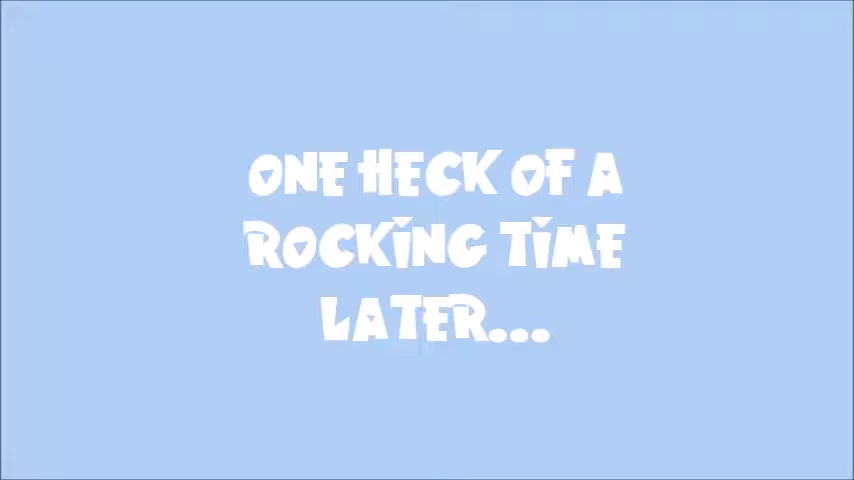 ONE HECK OF A
ROCKING TIME
LATER...